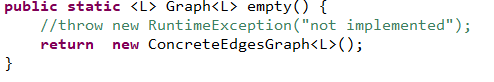 public static <L> Graph<L> empty() {
//throw new RuntimeException("not implemented");
return  new ConcreteEdgesGraph<L>();
}